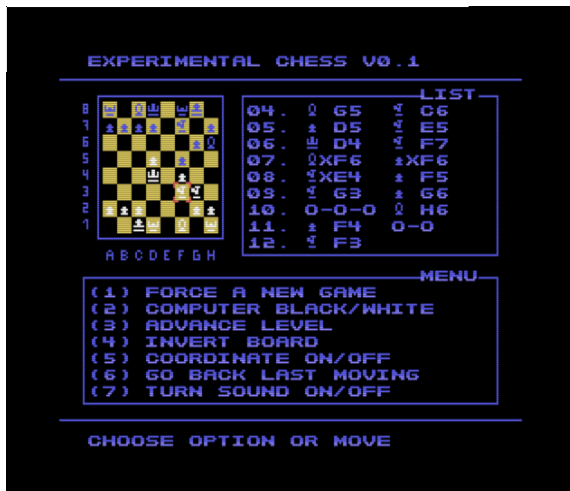 EXPERIMENTAL CHESS V0.1
LIST
8
7
6
5
4
3
2
1
A B C D E F G H
04. G5 C6
05. D5 E5
06. D4 F7
07. XF6 XF6
08. XE4 F5
09. G3 G6
10. O-O-O H6
11. F4 O-O
12. F3
MENU
(1) FORCE A NEW GAME
(2) COMPUTER BLACK/WHITE
(3) ADVANCE LEVEL
(4) INVERT BOARD
(5) COORDINATE ON/OFF
(6) GO BACK LAST MOVING
(7) TURN SOUND ON/OFF
CHOOSE OPTION OR MOVE